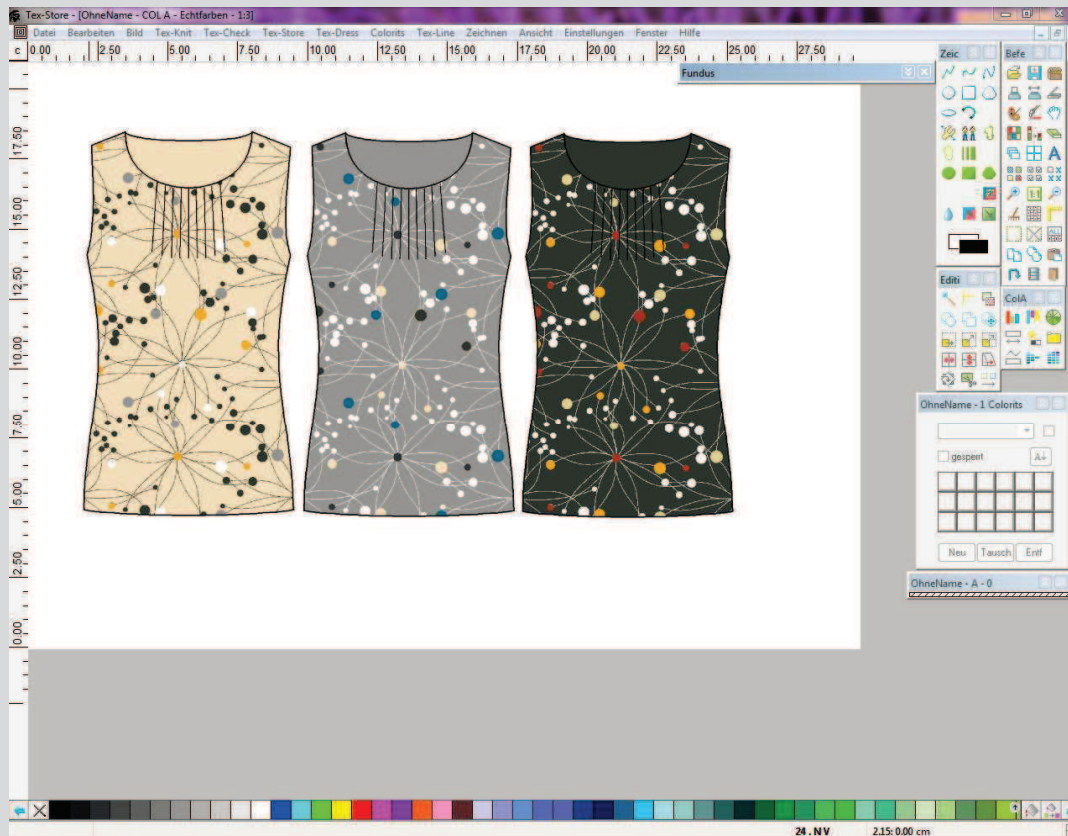 Tex-Store - [OhneName - COL A - Echtfarben - 1:3]
Datei Bearbeiten Bild Tex-Knit Tex-Check Tex-Store Tex-Dress Colorits Tex-Line Zeichnen Ansicht Einstellungen Fenster Hilfe
c 0.00 2.50 5.00 7.50 10.00 12.50 15.00 17.50 20.00 22.50 25.00 27.50
Zeic
Befe
Fundus
17.50
15.00
12.50
10.00
7.50
5.00
2.50
0.00
A
1:1
ALL
Editi
ColA
OhneName - 1 Colorits
gesperrt
A↓
Neu Tausch Entf
OhneName - A - 0
24 . N V 2.15: 0.00 cm